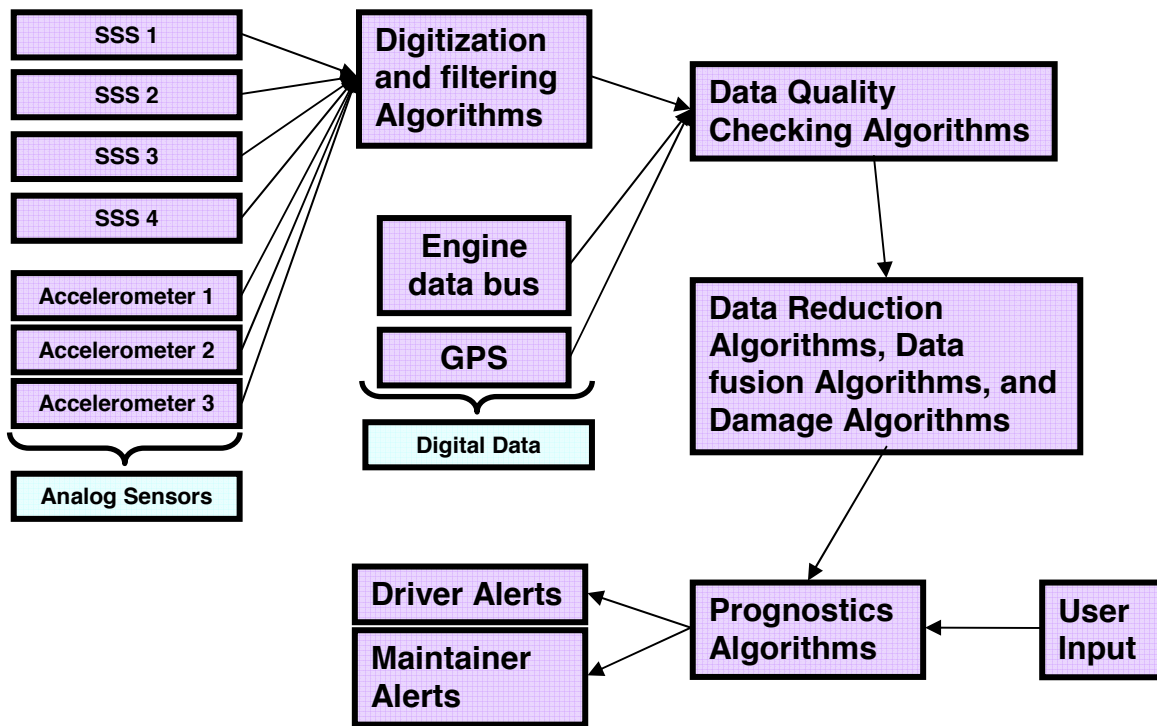 SSS 1
SSS 2
SSS 3
SSS 4
Accelerometer 1
Accelerometer 2
Accelerometer 3
Analog Sensors
Digitization
and filtering
Algorithms
Engine
data bus
GPS
Digital Data
Data Quality
Checking Algorithms
Data Reduction
Algorithms, Data
fusion Algorithms, and
Damage Algorithms
Driver Alerts
Maintainer
Alerts
Prognostics
Algorithms
User
Input